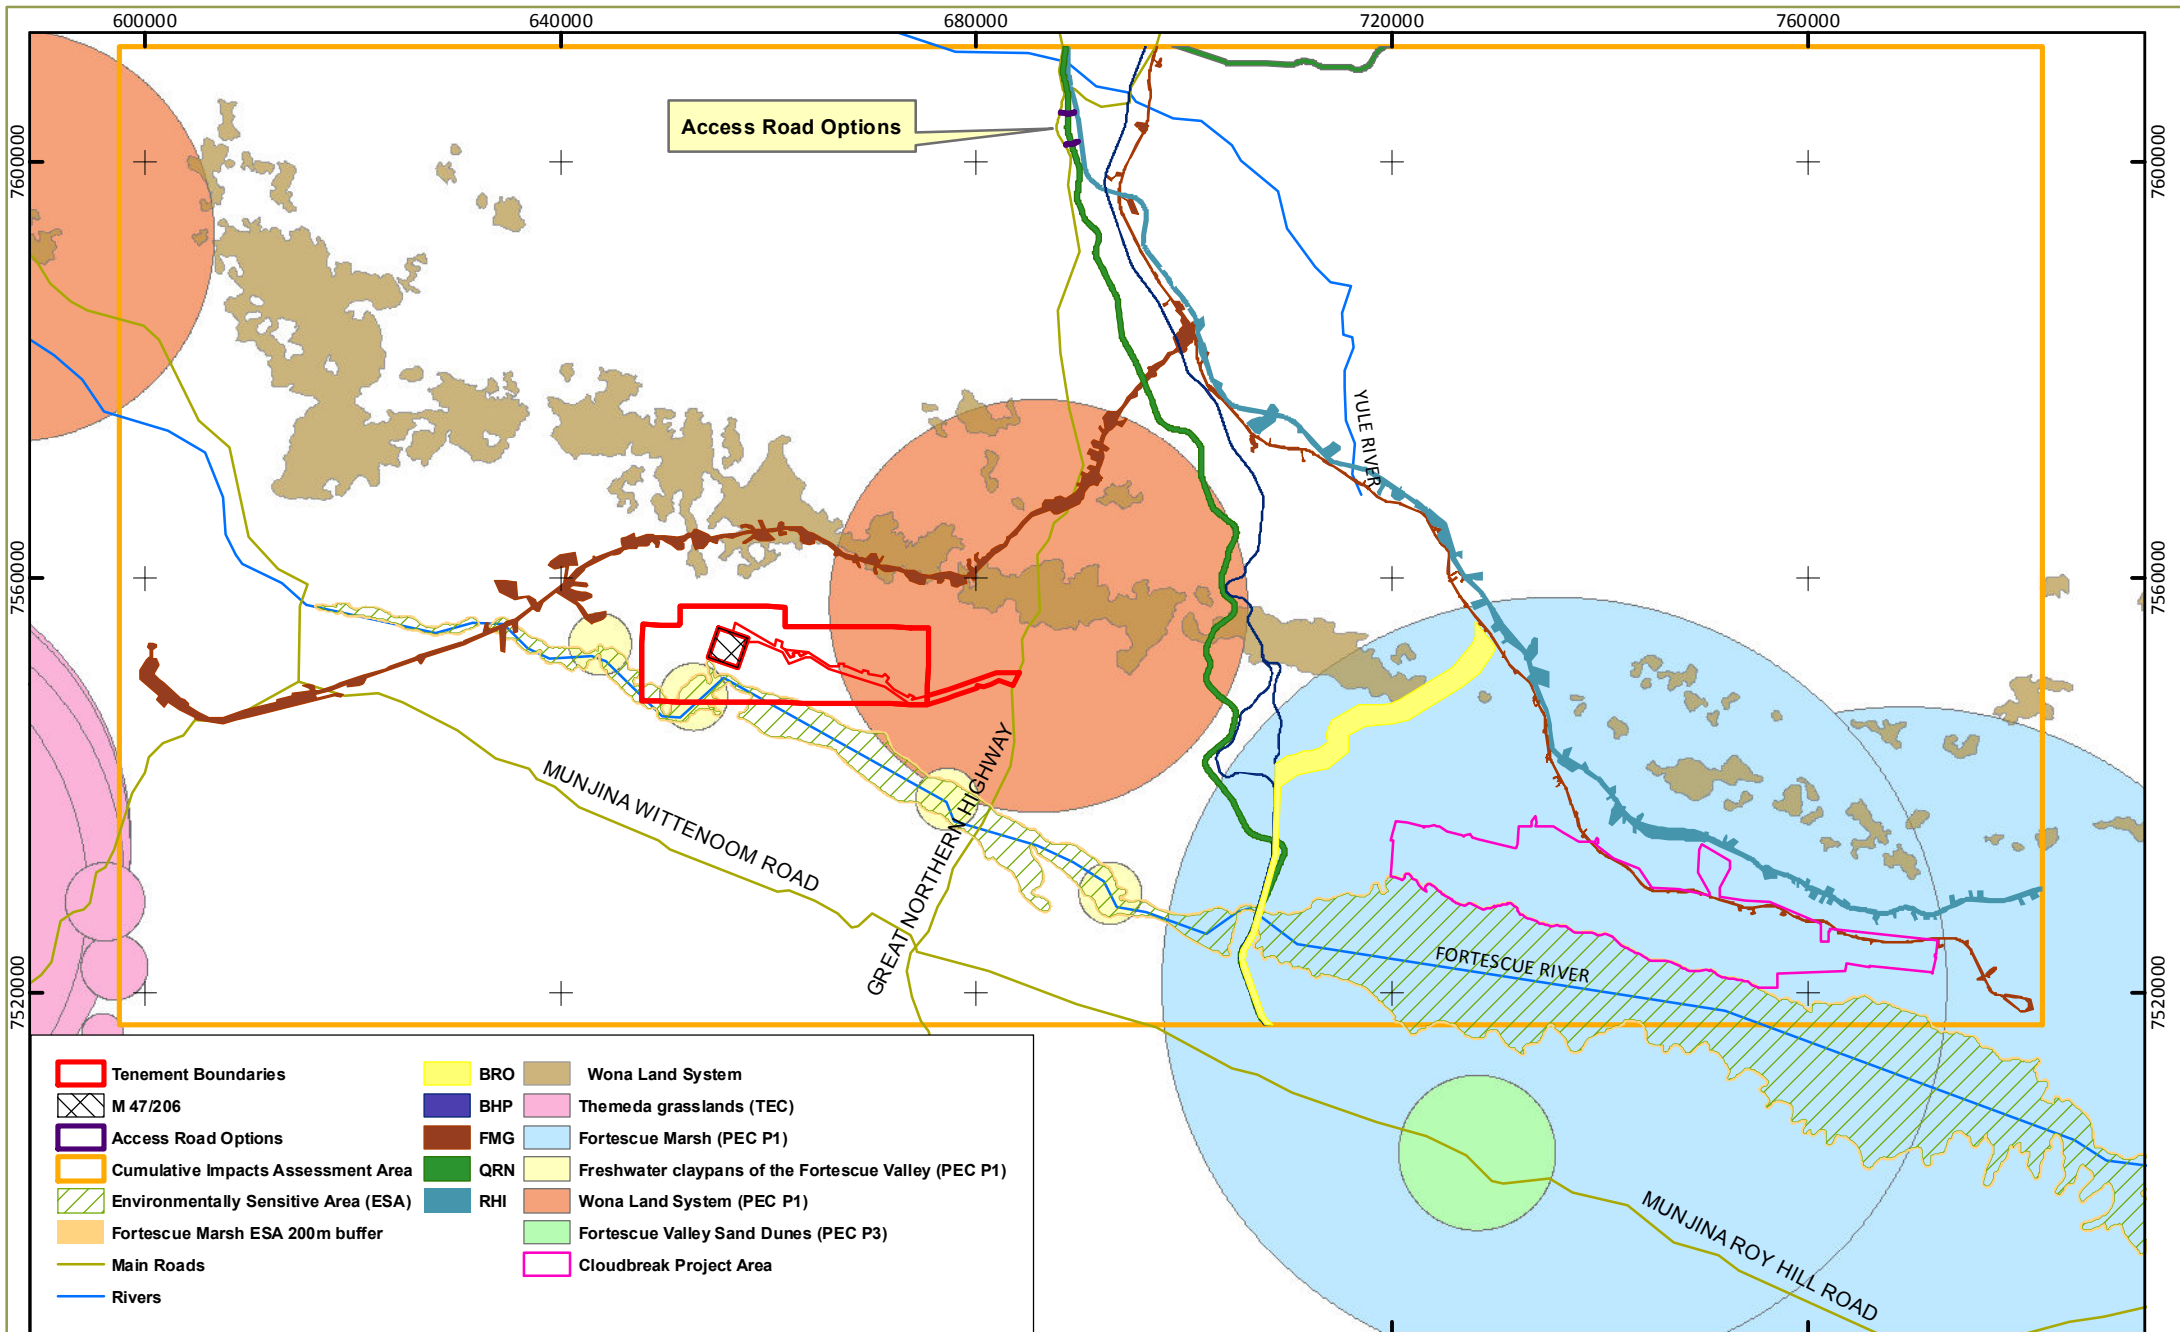 600000 640000 680000 720000 760000
Access Road Options
7600000 7600000
YULE RIVER
7560000 7560000
MUNJINA WITTENOOM ROAD
GREAT NORTHERN HIGHWAY
FORTESCUE RIVER
7520000 7520000
MUNJINA ROY HILL ROAD
Tenement Boundaries
M 47/206
Access Road Options
Cumulative Impacts Assessment Area
Environmentally Sensitive Area (ESA)
Fortescue Marsh ESA 200m buffer
Main Roads
Rivers
BRO
BHP
FMG
QRN
RHI
Wona Land System
Themeda grasslands (TEC)
Fortescue Marsh (PEC P1)
Freshwater claypans of the Fortescue Valley (PEC P1)
Wona Land System (PEC P1)
Fortescue Valley Sand Dunes (PEC P3)
Cloudbreak Project Area